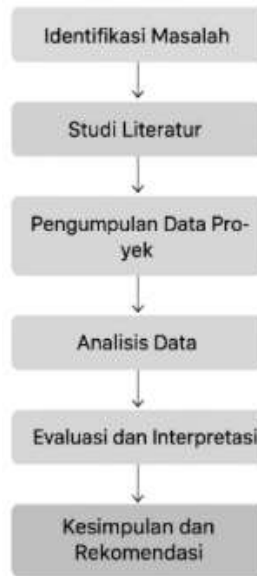 Identifikasi Masalah
Studi Literatur
Pengumpulan Data Pro-
yek
Analisis Data
Evaluasi dan Interpretasi
Kesimpulan dan
Rekomendasi